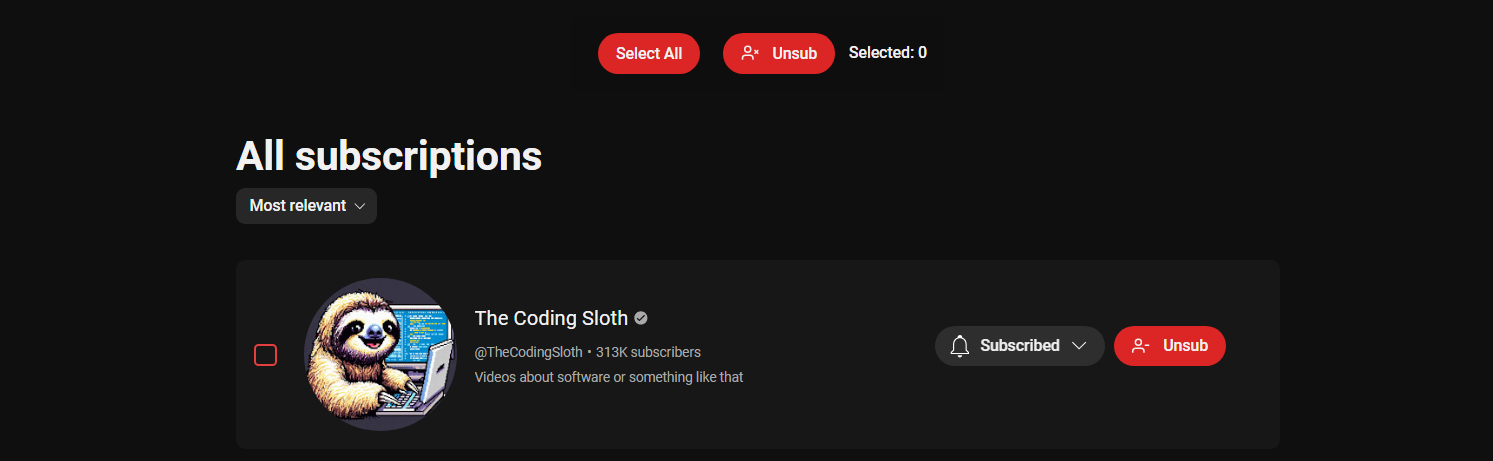 Select All
Unsub
Selected: 0
All subscriptions
Most relevant
The Coding Sloth
@TheCodingSloth • 313K subscribers
Videos about software or something like that
Subscribed
Unsub